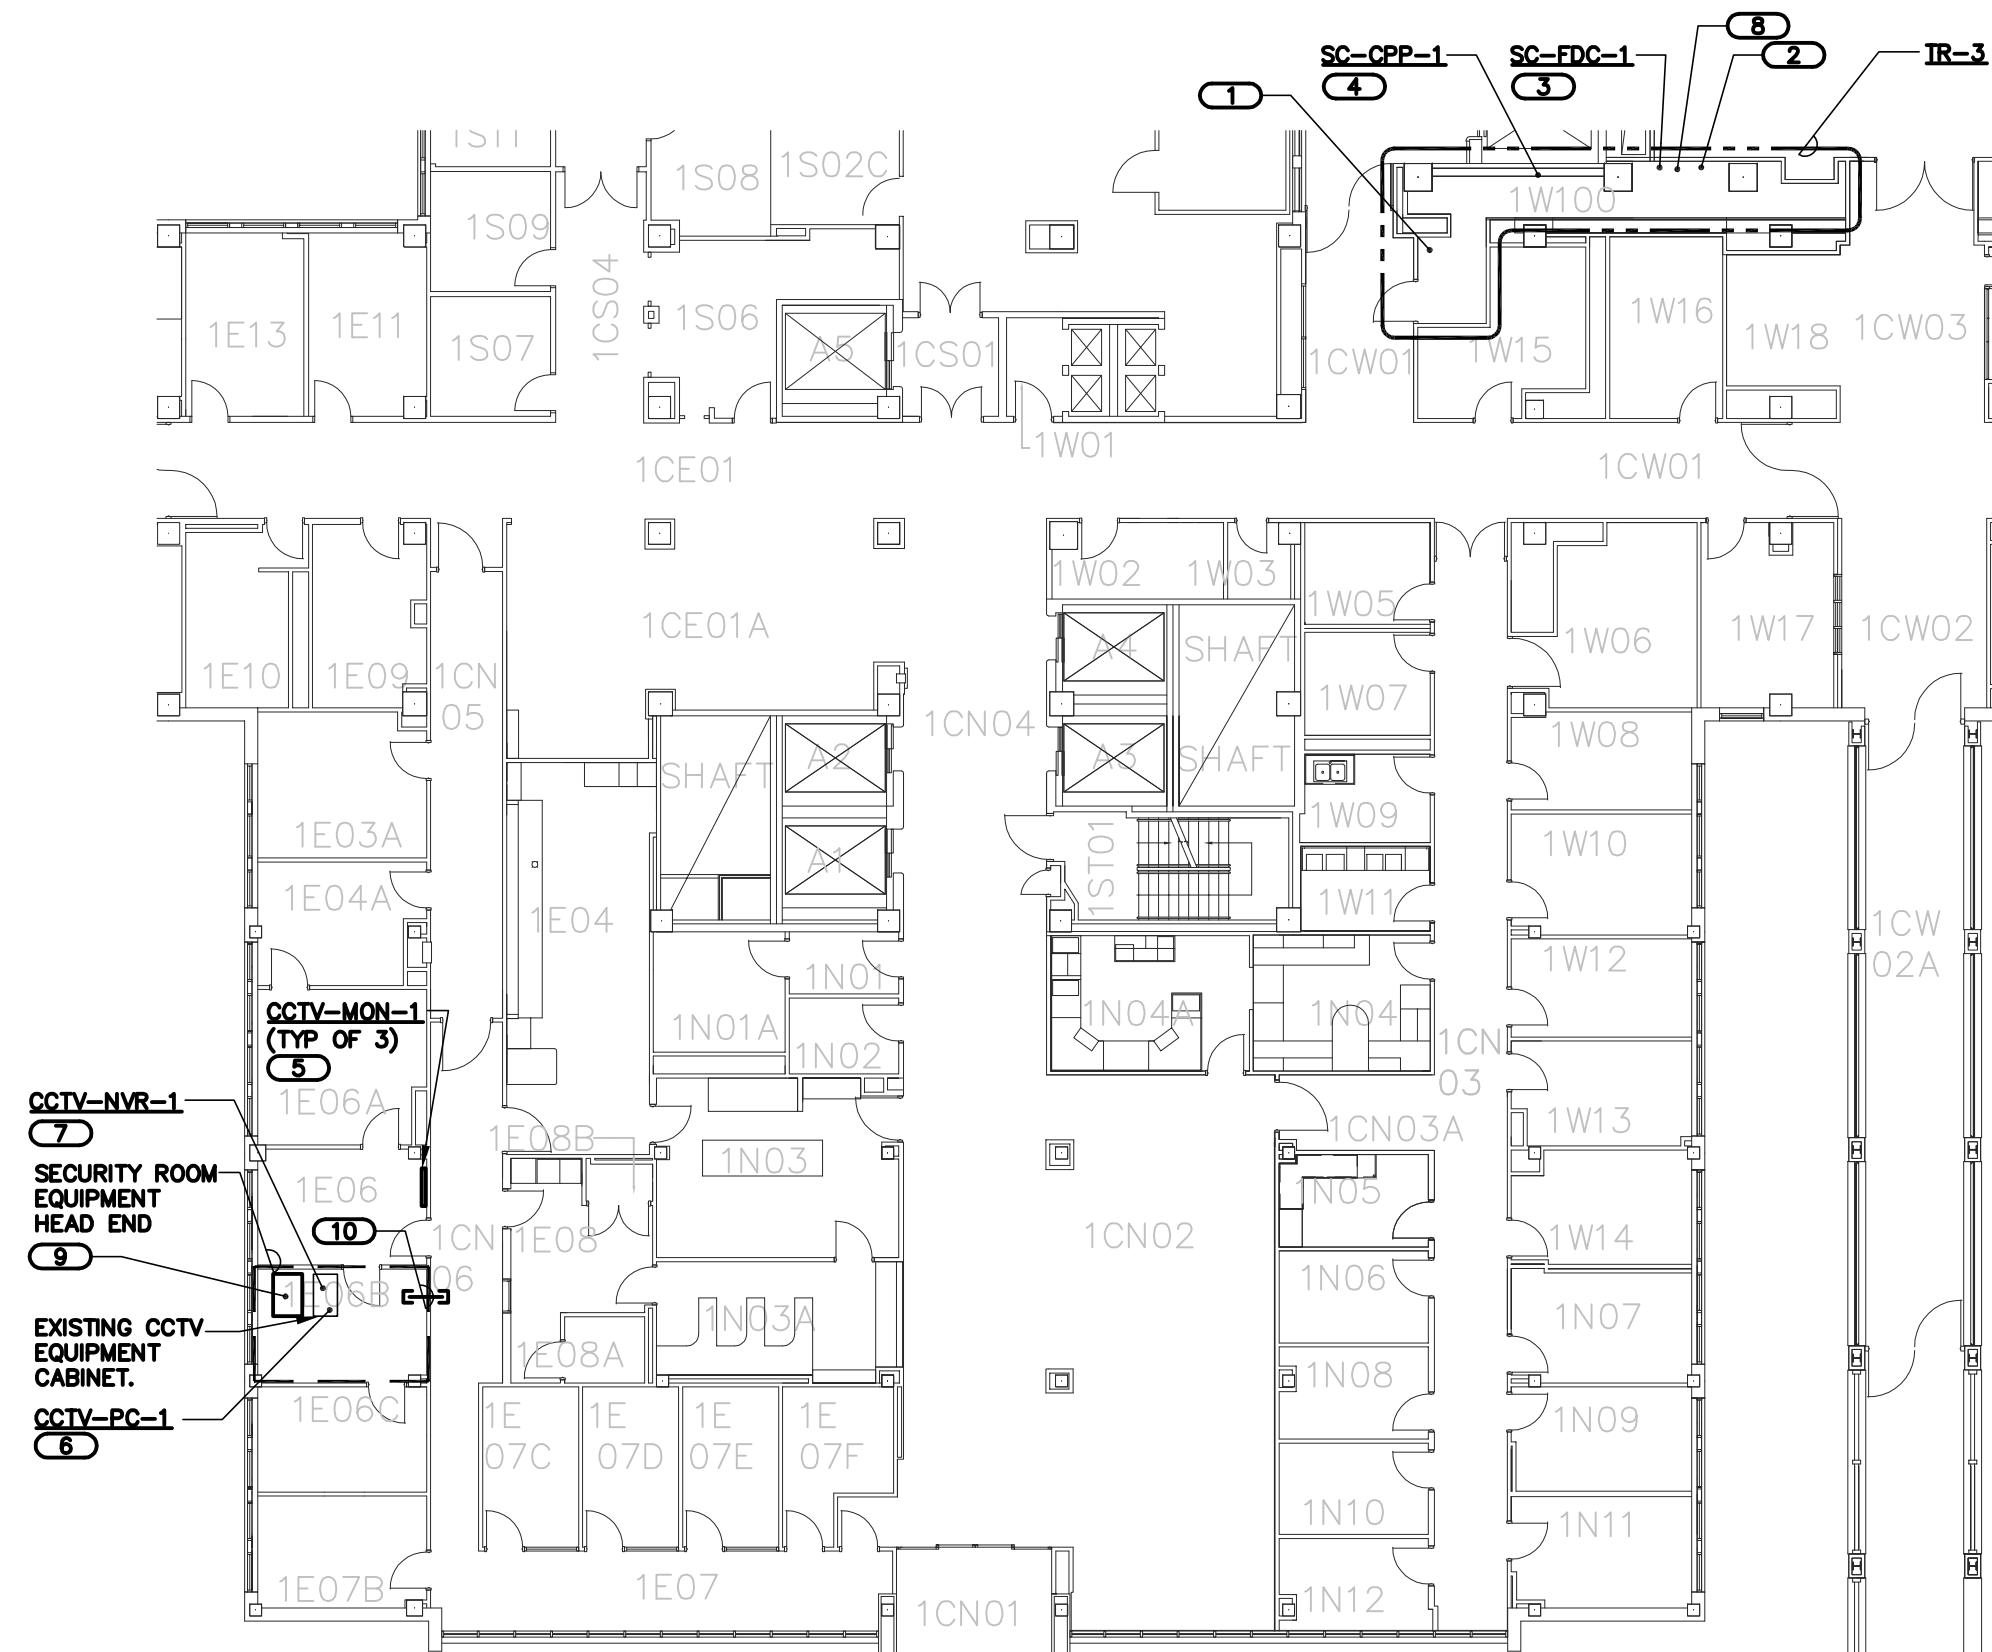 8
SC-CPP-1
SC-FDC-1
2
TR-3
4
3
1
1S11
1S08
1S02C
1W100
1S09
1CS04
1E13
1E11
1S07
1S06
A5
1CS01
1CW01
1W15
1W16
1W18
1CW03
1W01
1CE01
1CW01
1W02
1W03
1W05
1CE01A
1W06
1W17
1CW02
1E10
1E09
1CN
05
A4
SHAFT
1W07
1CN04
1W08
SHAFT
A2
A3
SHAFT
1E03A
1W09
1W10
A1
1ST01
1E04A
1E04
1W11
1CW
02A
1N01
1W12
CCTV-MON-1
(TYP OF 3)
5
1N01A
1N02
1N04A
1N04
1CN
03
1E06A
CCTV-NVR-1
7
1E08B
1CN03A
1W13
SECURITY ROOM
EQUIPMENT
HEAD END
9
1E06
1N03
1N05
10
1CN
06
1E08
1CN02
1W14
1E06B
1N06
EXISTING CCTV
EQUIPMENT
CABINET.
1N03A
1N07
1E08A
1N08
CCTV-PC-1
6
1E06C
1E
07C
1E
07D
1E
07E
1E
07F
1N09
1N10
1N11
1E07B
1E07
1CN01
1N12